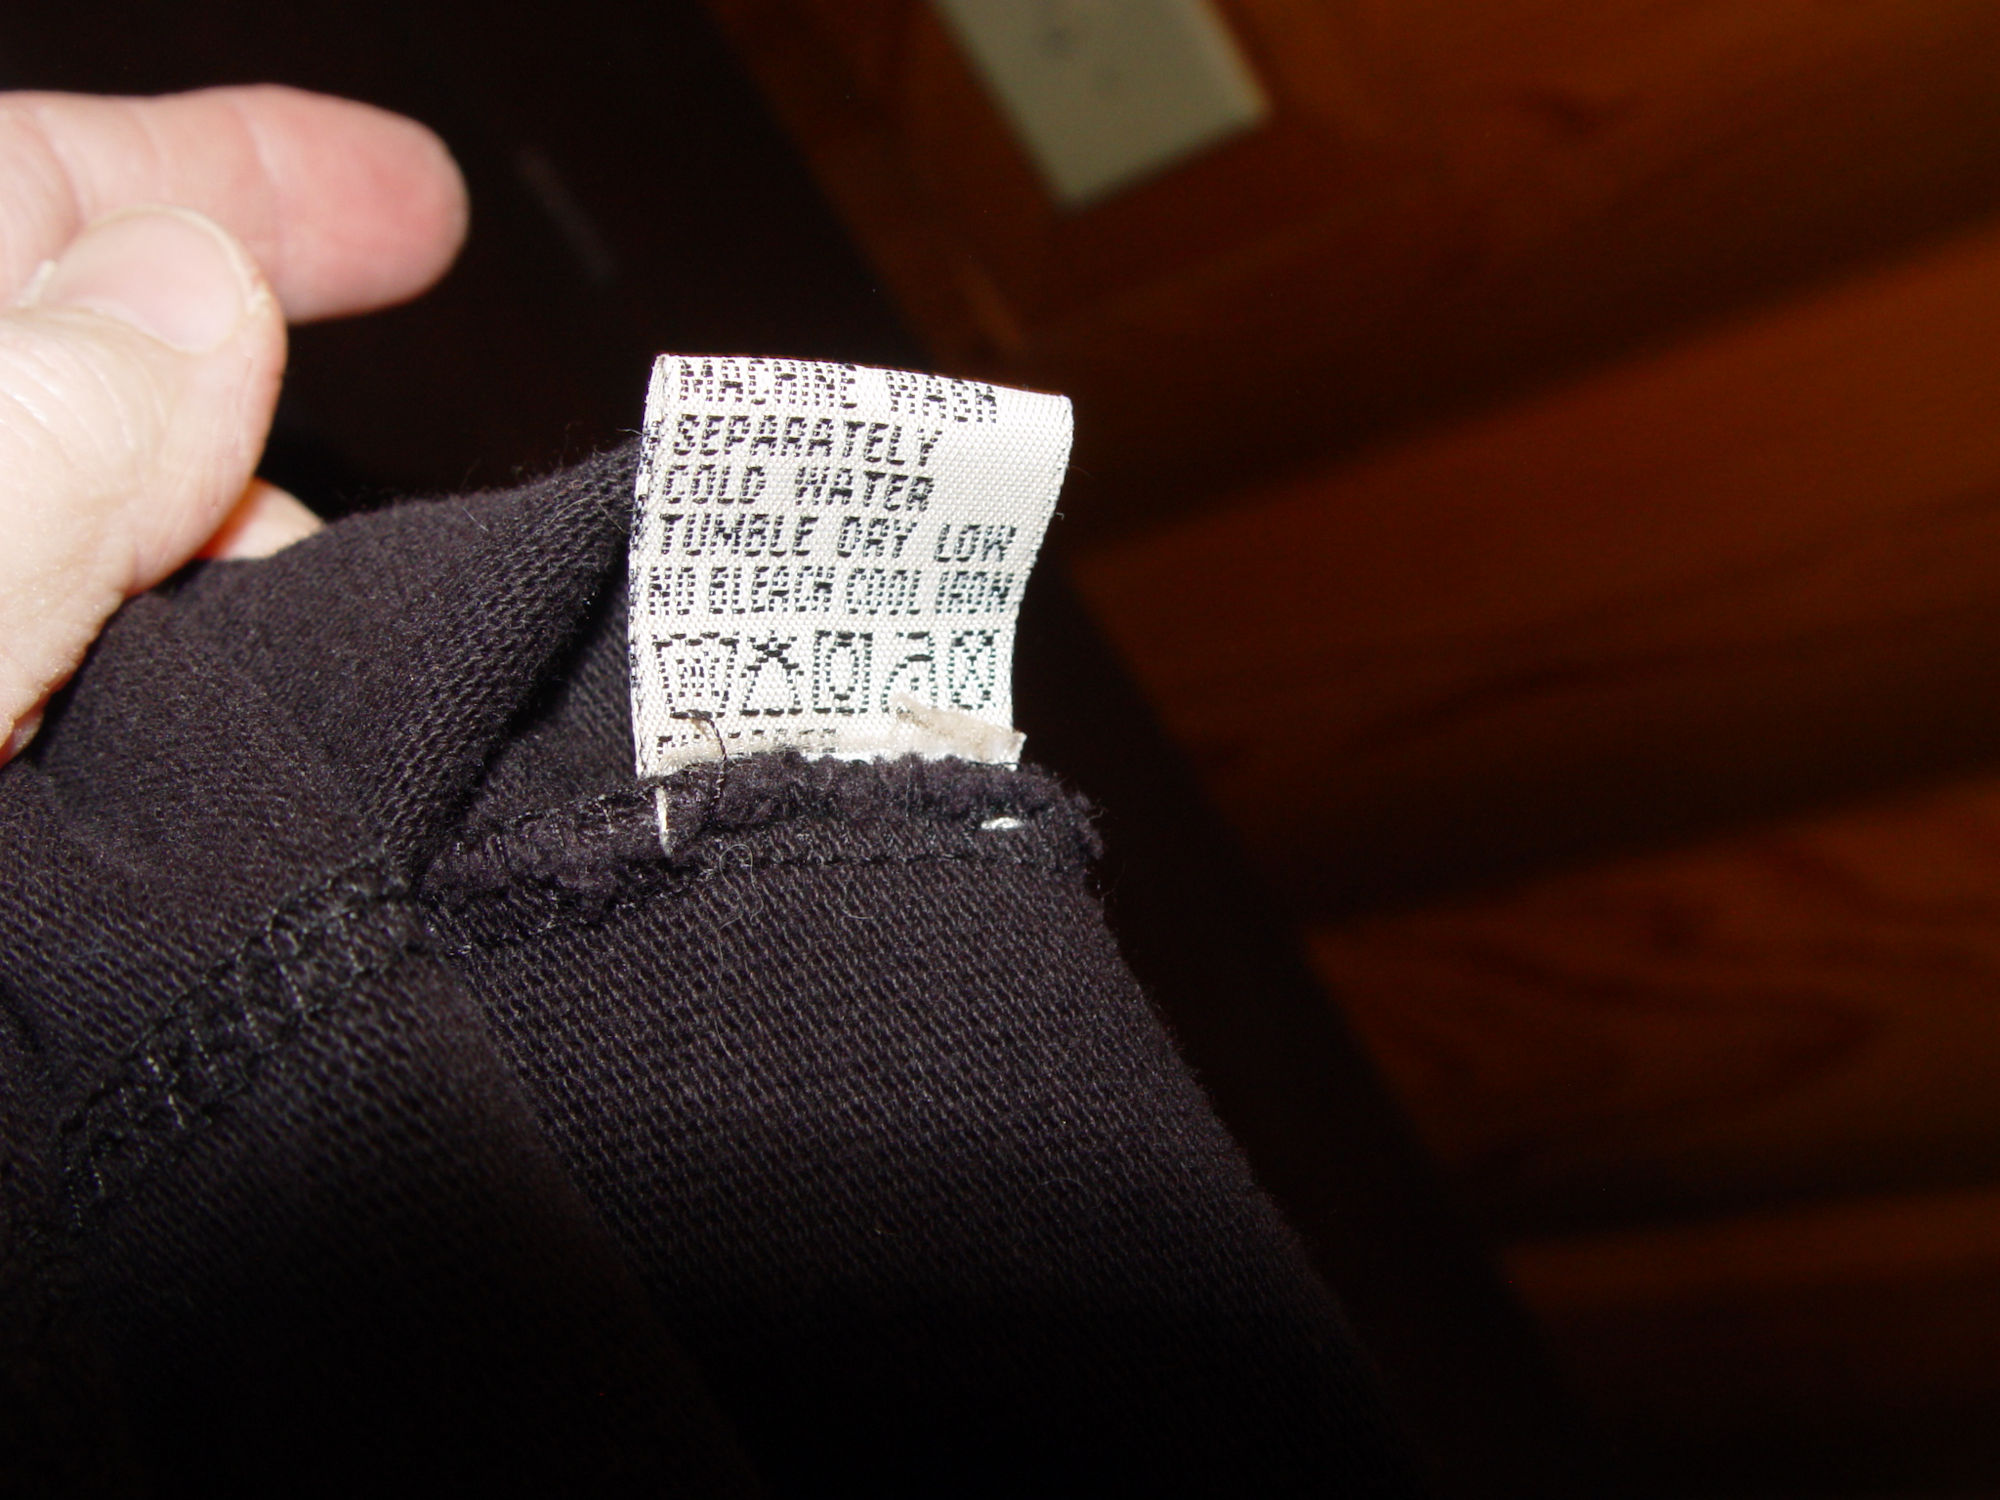 MACHINE WASH
SEPARATELY
COLD WATER
TUMBLE DRY LOW
NO BLEACH COOL IRON